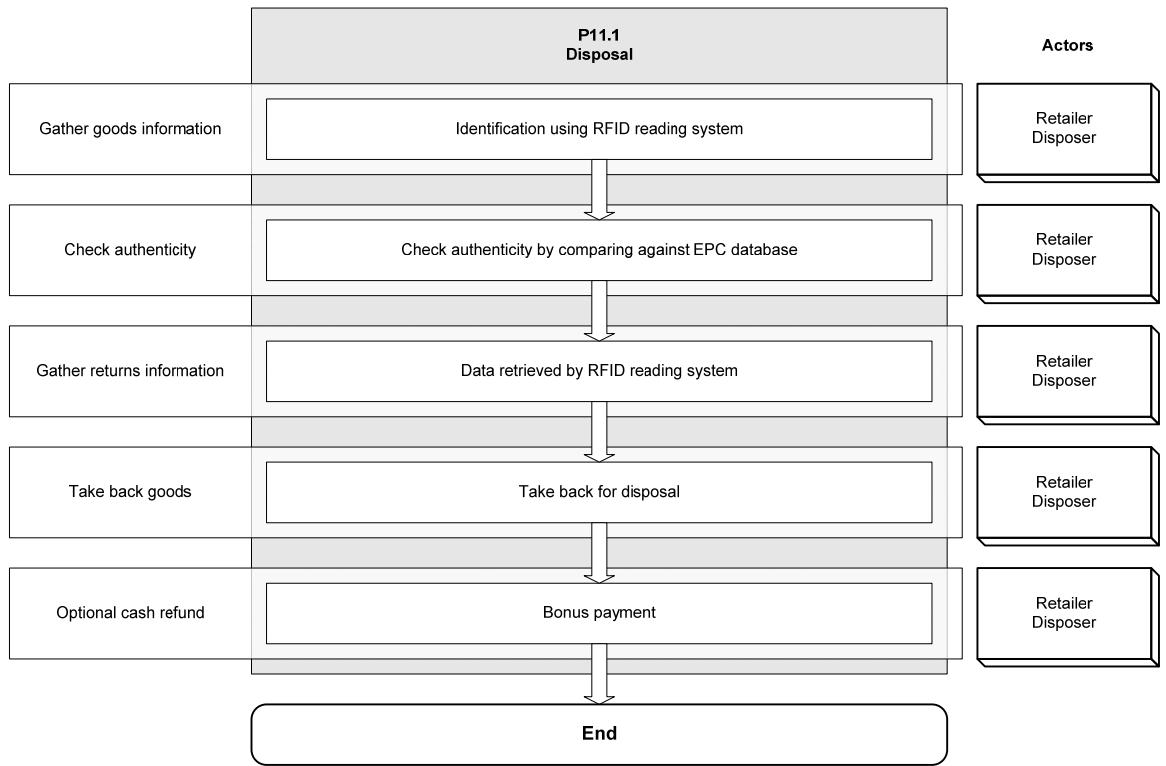 P11.1
Disposal
Actors
Gather goods information
Identification using RFID reading system
Retailer
Disposer
Check authenticity
Check authenticity by comparing against EPC database
Retailer
Disposer
Gather returns information
Data retrieved by RFID reading system
Retailer
Disposer
Take back goods
Take back for disposal
Retailer
Disposer
Optional cash refund
Bonus payment
Retailer
Disposer
End